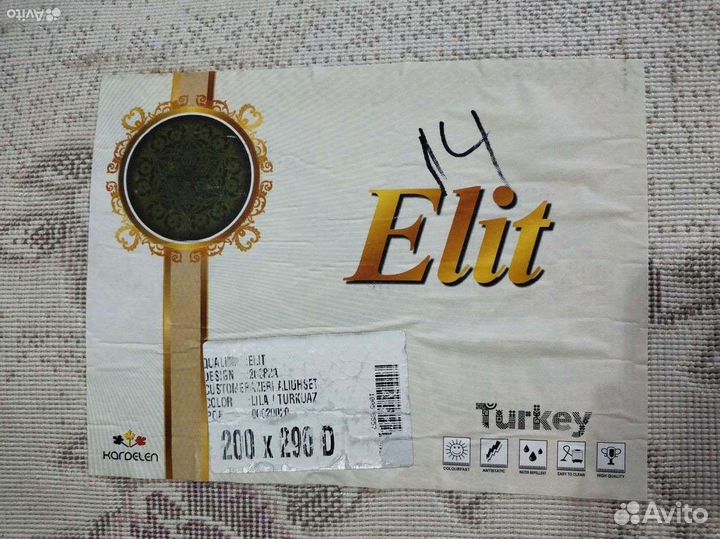 Avito
14
Elit
:ELIT
DESIGN
COLOR :LILA / TURKUAZ
200 x 290 D
Turkey
KARDELEN
COLOURFAST ANTISTATIC WATER REPELLENT EASY TO CLEAN HIGH QUALITY
Avito